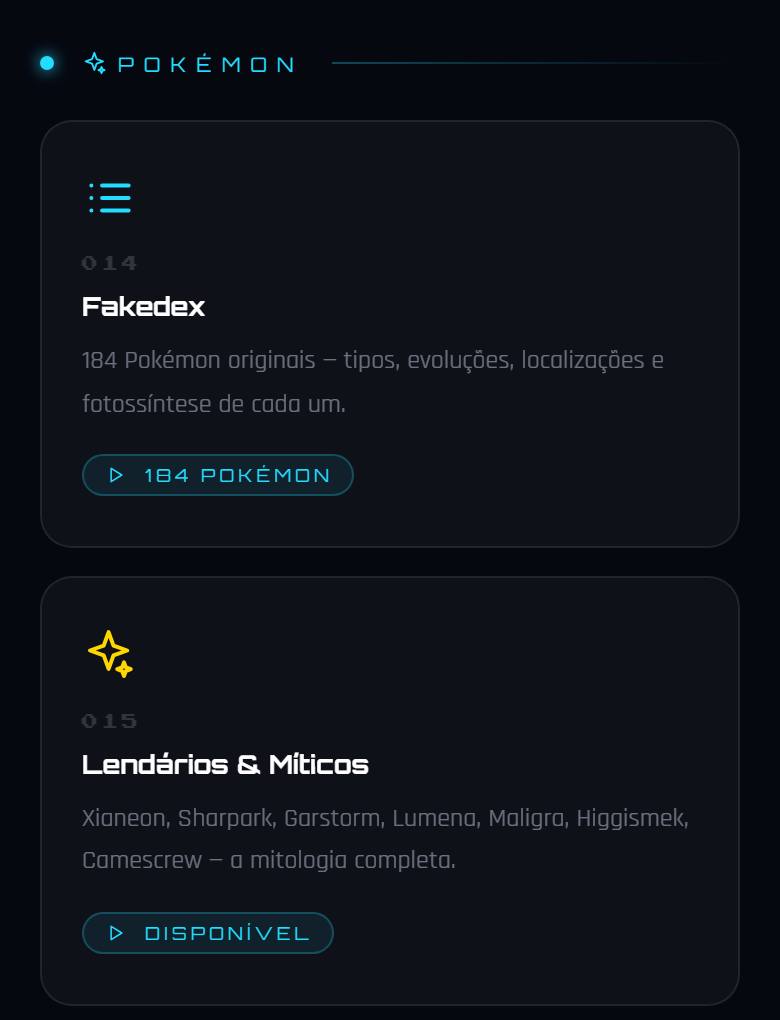 POKÉMON
014
Fakedex
184 Pokémon originais — tipos, evoluções, localizações e
fotossíntese de cada um.
184 POKÉMON
015
Lendários & Míticos
Xianeon, Sharpark, Garstorm, Lumena, Maligra, Higgismek,
Camescrew — a mitologia completa.
DISPONÍVEL